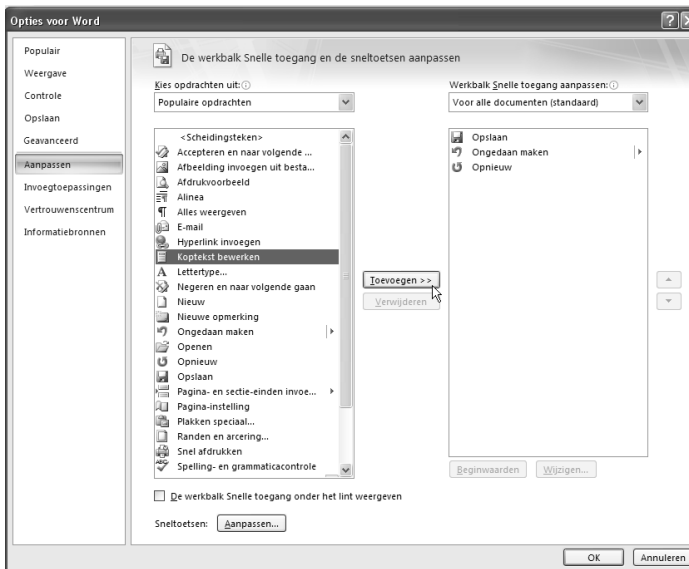 Opties voor Word
Populair
Weergave
Controle
Opslaan
Geavanceerd
Aanpassen
Invoegtoepassingen
Vertrouwenscentrum
Informatiebronnen
De werkbalk Snelle toegang en de sneltoetsen aanpassen
Kies opdrachten uit:
Populaire opdrachten
<Scheidingsteken>
Accepteren en naar volgende ...
Afbeelding invoegen uit besta...
Afdrukvoorbeeld
Alinea
Alles weergeven
E-mail
Hyperlink invoegen
Koptekst bewerken
Lettertype...
Negeren en naar volgende gaan
Nieuw
Nieuwe opmerking
Ongedaan maken
Openen
Opnieuw
Opslaan
Pagina- en sectie-einden invoe...
Pagina-instelling
Plakken speciaal...
Randen en arcering...
Snel afdrukken
Spelling- en grammaticacontrole
Toevoegen >>
Verwijderen
Werkbalk Snelle toegang aanpassen:
Voor alle documenten (standaard)
Opslaan
Ongedaan maken
Opnieuw
Beginwaarden
Wijzigen...
De werkbalk Snelle toegang onder het lint weergeven
Sneltoetsen:
Aanpassen...
OK
Annuleren